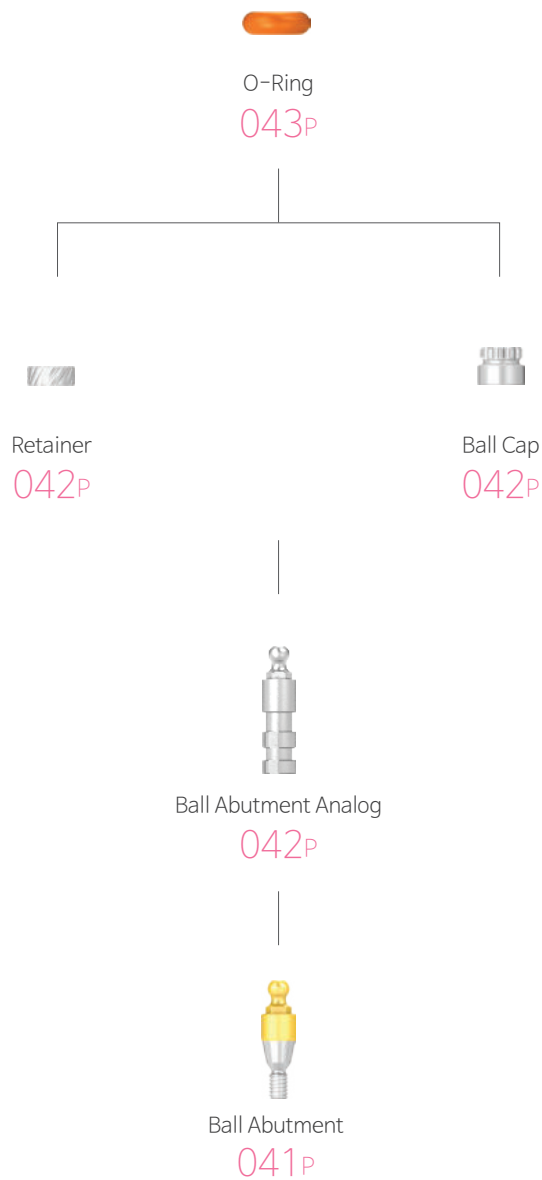 O-Ring
043P
Retainer
042P
Ball Cap
042P
Ball Abutment Analog
042P
Ball Abutment
041P